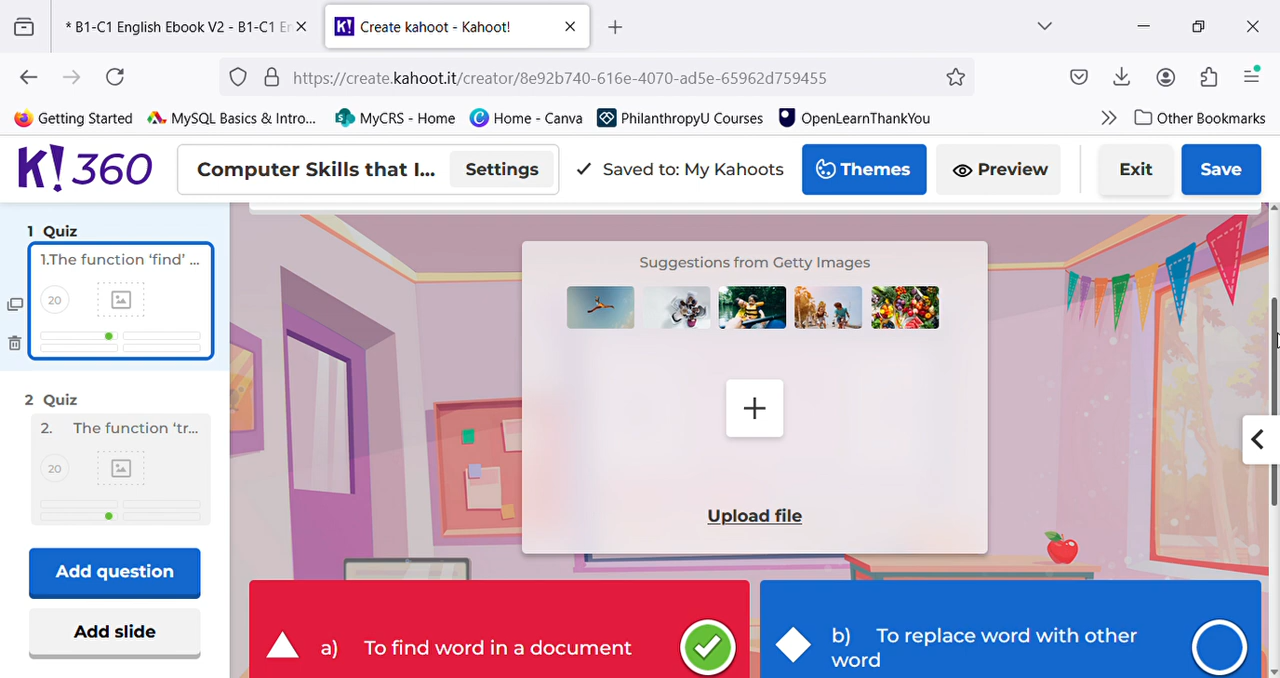 * B1-C1 English Ebook V2 - B1-C1 Er
Create kahoot - Kahoot!
https://create.kahoot.it/creator/8e92b740-616e-4070-ad5e-65962d759455
Getting Started
MySQL Basics & Intro...
MyCRS - Home
Home - Canva
PhilanthropyU Courses
OpenLearnThankYou
Other Bookmarks
K! 360
Computer Skills that I...
Settings
Saved to: My Kahoots
Themes
Preview
Exit
Save
1 Quiz
1.The function ‘find’ ...
20
2 Quiz
2. The function ‘tr...
20
Add question
Add slide
Suggestions from Getty Images
Upload file
a) To find word in a document
b) To replace word with other
word